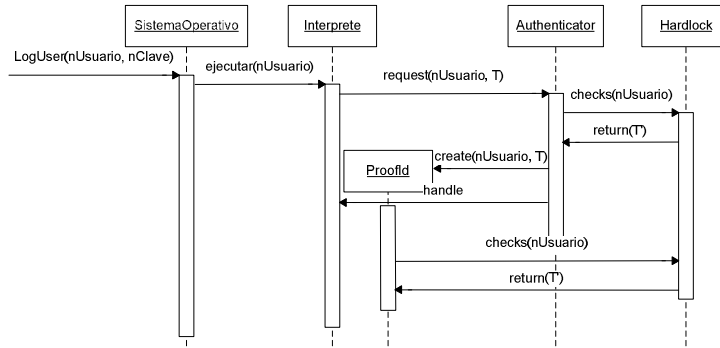 SistemaOperativo
Interprete
Authenticator
Hardlock
LogUser(nUsuario, nClave)
ejecutar(nUsuario)
request(nUsuario, T)
checks(nUsuario)
return(T')
create(nUsuario, T)
ProofId
handle
checks(nUsuario)
return(T')